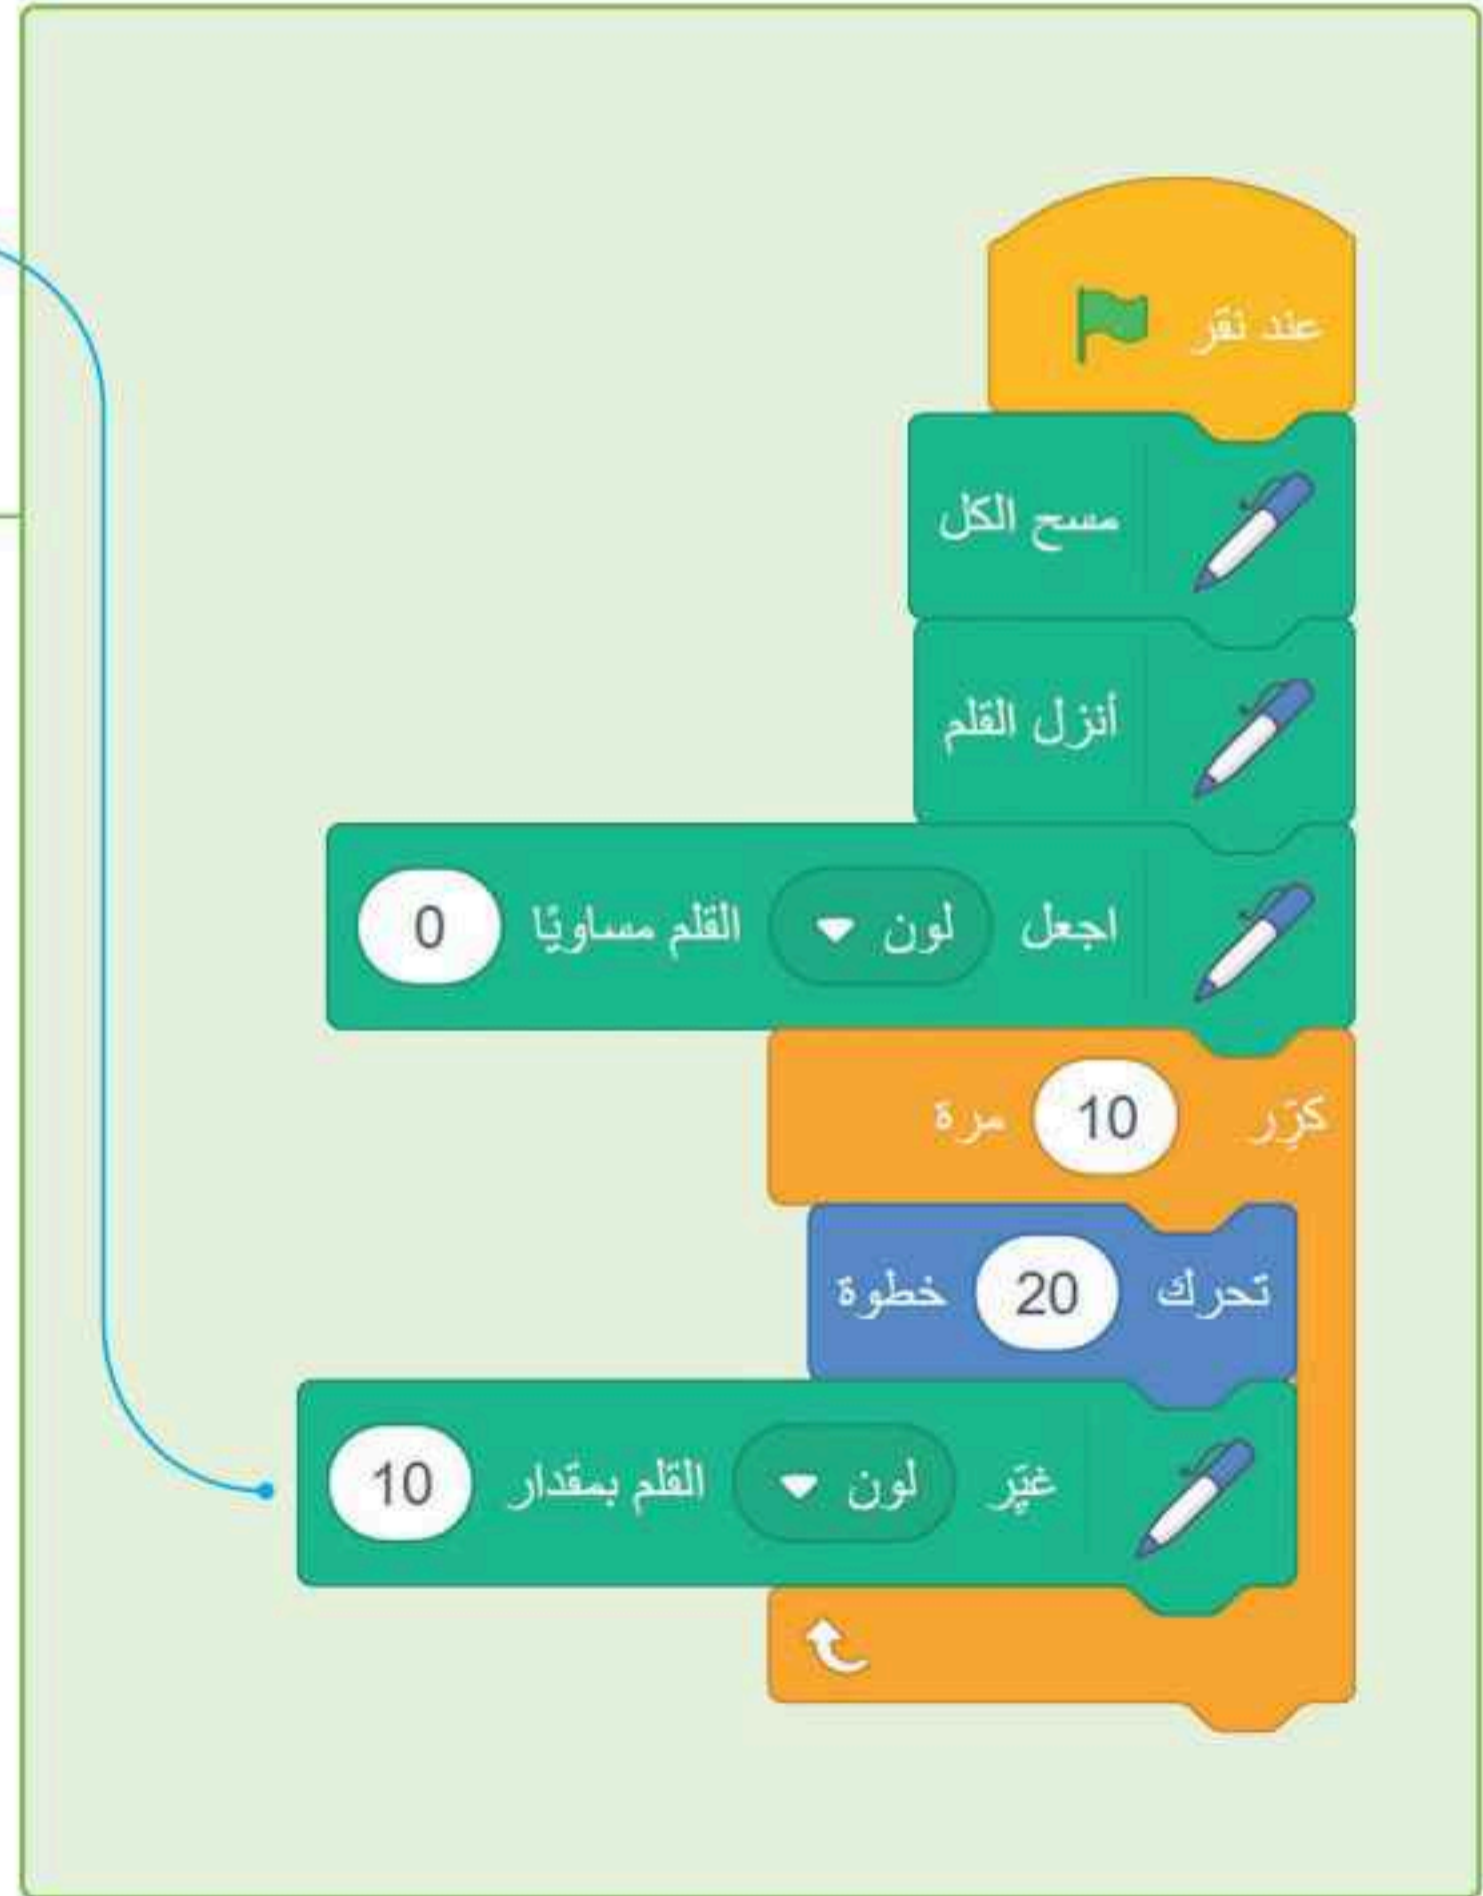 عند نقر
مسح الكل
أنزل القلم
اجعل لون القلم مساويًا 0
كرّر 10 مرة
تحرك 20 خطوة
غيّر لون القلم بمقدار 10